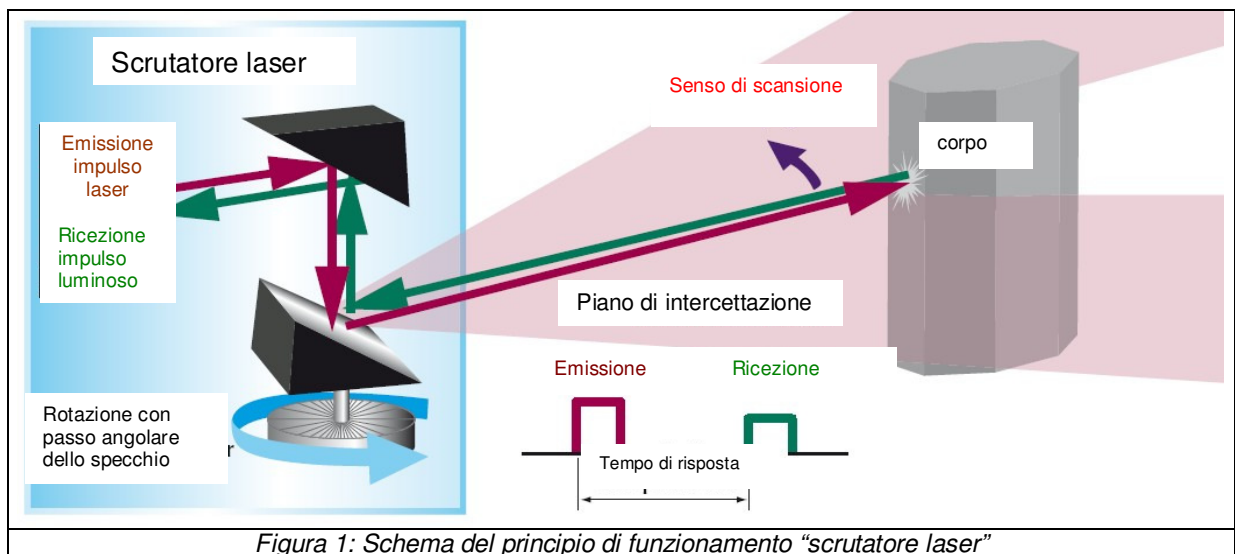 Scrutatore laser
Emissione
impulso
laser
Ricezione
impulso
luminoso
Rotazione con
passo angolare
dello specchio
r
Senso di scansione
corpo
Piano di intercettazione
Emissione
Ricezione
Tempo di risposta
Figura 1: Schema del principio di funzionamento “scrutatore laser”